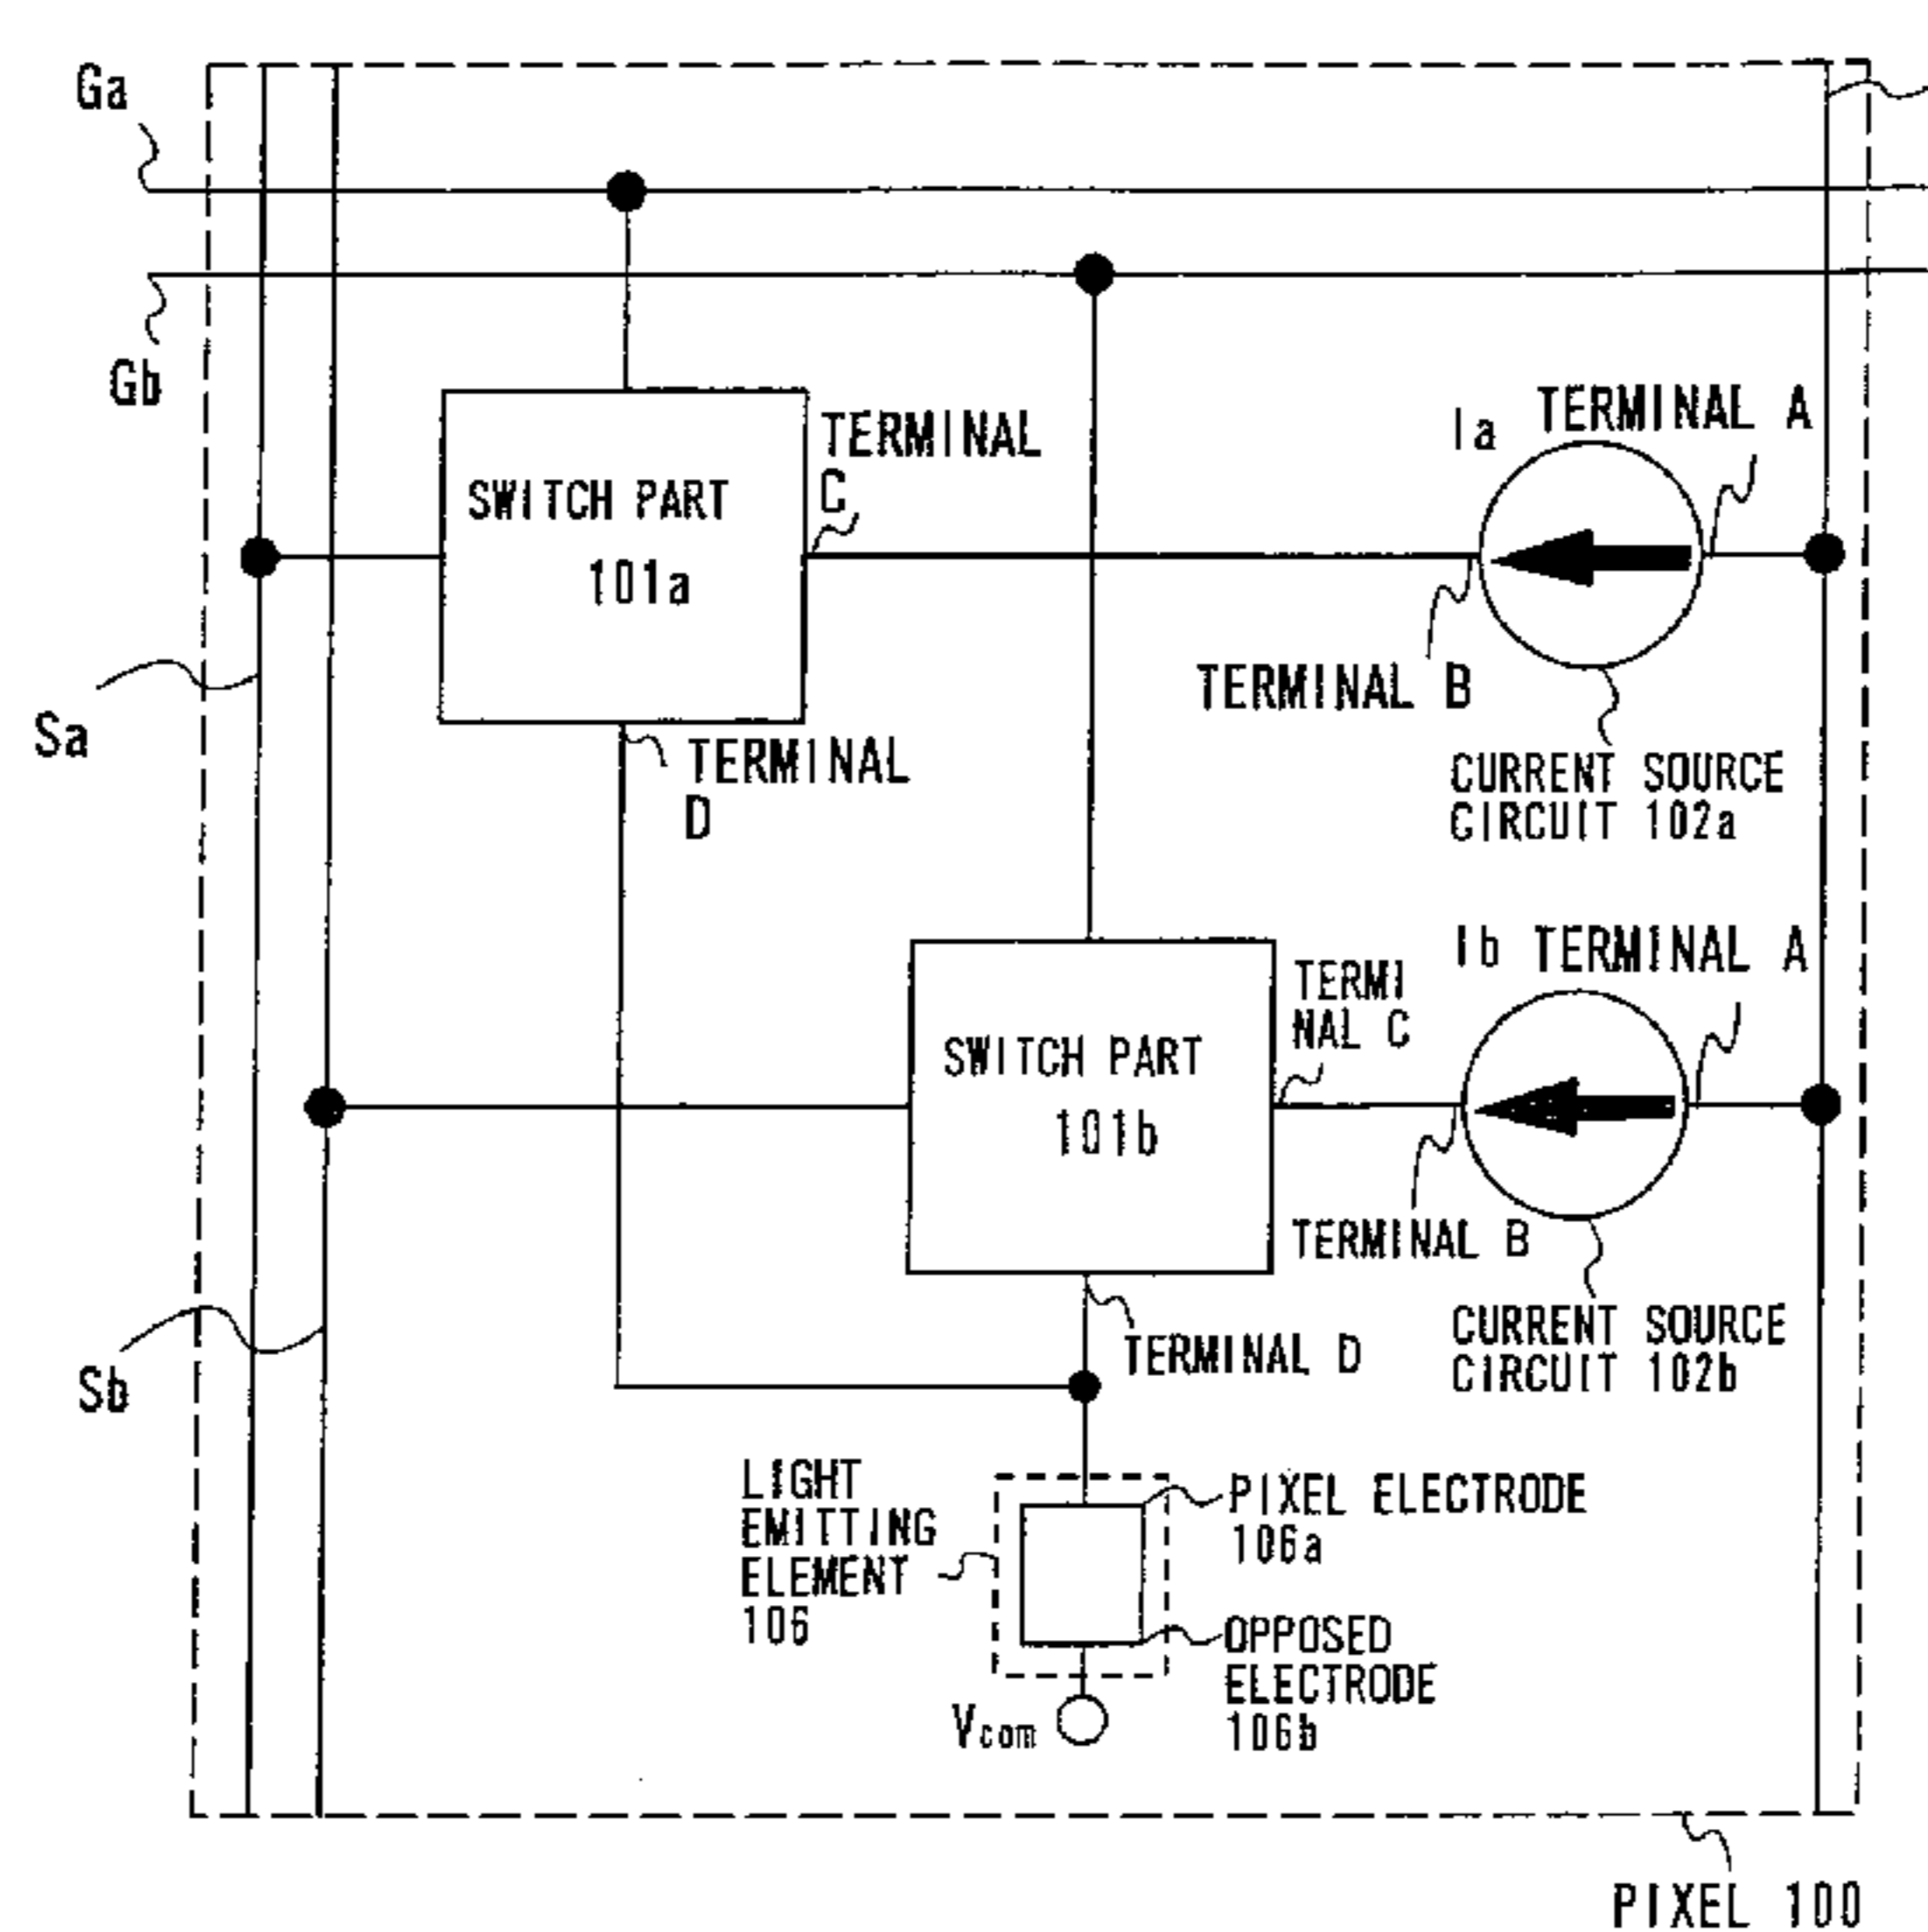 Ga
Gb
TERMINAL
C
Ia TERMINAL A
SWITCH PART
101a
TERMINAL B
Sa
TERMINAL
D
CURRENT SOURCE
CIRCUIT 102a
Ib TERMINAL A
TERMI
NAL C
SWITCH PART
101b
TERMINAL B
TERMINAL D
CURRENT SOURCE
CIRCUIT 102b
Sb
LIGHT
EMITTING
ELEMENT
106
PIXEL ELECTRODE
106a
OPPOSED
ELECTRODE
106b
Vcom
PIXEL 100